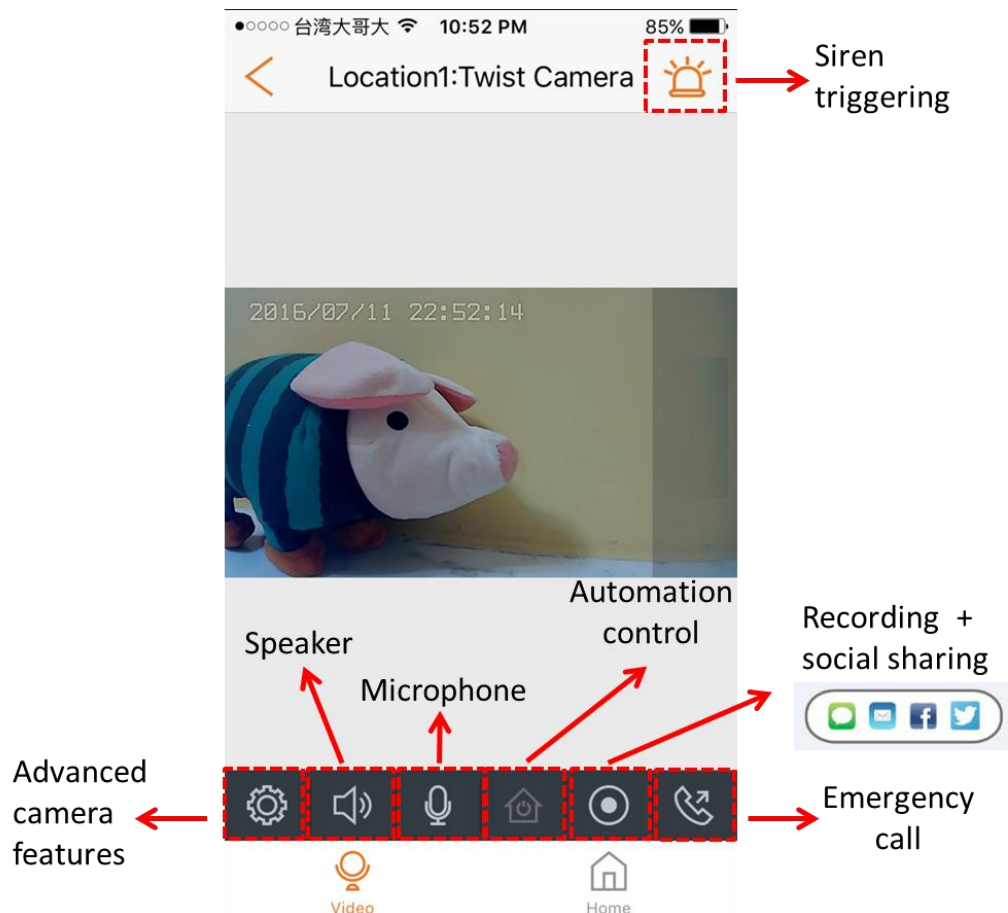 台湾大哥大 10:52 PM 85%
Location1:Twist Camera
Siren
triggering
2016/07/11 22:52:14
Automation
control
Speaker
Microphone
Recording +
social sharing
Advanced
camera
features
Emergency
call
Video
Home